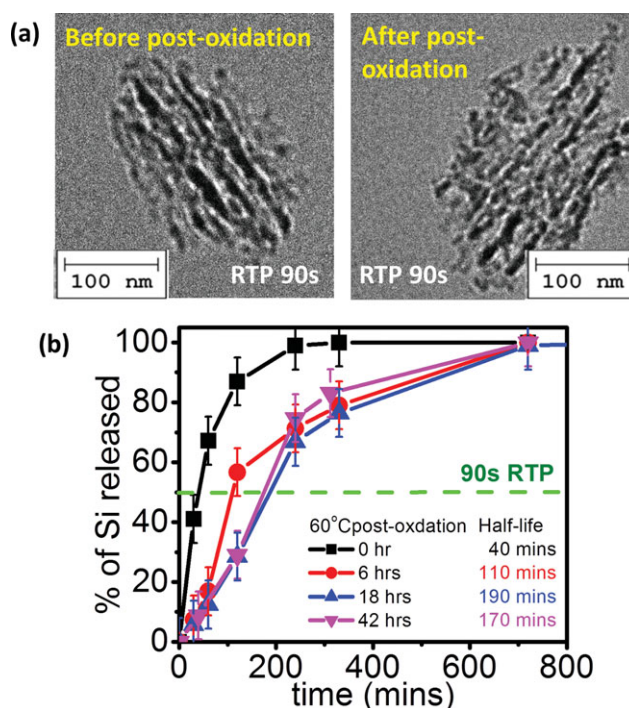 (a)
Before post-oxidation
100 nm
RTP 90s
After post-
oxidation
RTP 90s
100 nm
(b)
% of Si released
100
80
60
40
20
0
90s RTP
60°Cpost-oxdation Half-life
0 hr 40 mins
6 hrs 110 mins
18 hrs 190 mins
42 hrs 170 mins
0 200 400 600 800
time (mins)